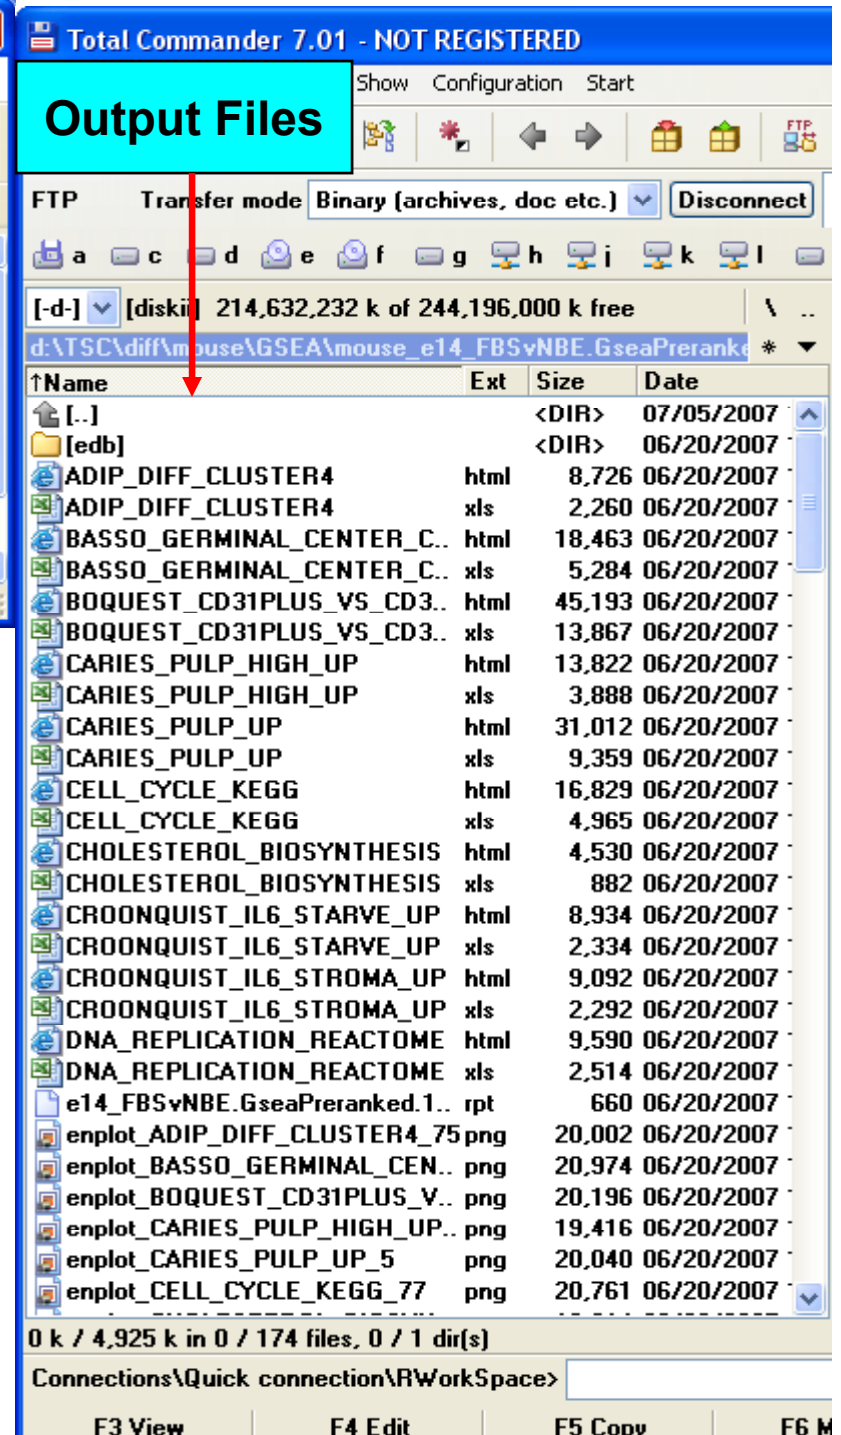 Total Commander 7.01 - NOT REGISTERED
Output Files
Show Configuration Start
FTP
FTP Transfer mode Binary (archives, doc etc.) Disconnect
a c d e f g h j k l
[-d-] [diskii] 214,632,232 k of 244,196,000 k free \ ..
d:\TSC\diff\mouse\GSEA\mouse_e14_FBSvNBE.GseaPreranke * ▼
↑Name Ext Size Date
[..] <DIR> 07/05/2007
[edb] <DIR> 06/20/2007
ADIP_DIFF_CLUSTER4 html 8,726 06/20/2007
ADIP_DIFF_CLUSTER4 xls 2,260 06/20/2007
BASSO_GERMINAL_CENTER_C.. html 18,463 06/20/2007
BASSO_GERMINAL_CENTER_C.. xls 5,284 06/20/2007
BOQUEST_CD31PLUS_VS_CD3.. html 45,193 06/20/2007
BOQUEST_CD31PLUS_VS_CD3.. xls 13,867 06/20/2007
CARIES_PULP_HIGH_UP html 13,822 06/20/2007
CARIES_PULP_HIGH_UP xls 3,888 06/20/2007
CARIES_PULP_UP html 31,012 06/20/2007
CARIES_PULP_UP xls 9,359 06/20/2007
CELL_CYCLE_KEGG html 16,829 06/20/2007
CELL_CYCLE_KEGG xls 4,965 06/20/2007
CHOLESTEROL_BIOSYNTHESIS html 4,530 06/20/2007
CHOLESTEROL_BIOSYNTHESIS xls 882 06/20/2007
CROONQUIST_IL6_STARVE_UP html 8,934 06/20/2007
CROONQUIST_IL6_STARVE_UP xls 2,334 06/20/2007
CROONQUIST_IL6_STROMA_UP html 9,092 06/20/2007
CROONQUIST_IL6_STROMA_UP xls 2,292 06/20/2007
DNA_REPLICATION_REACTOME html 9,590 06/20/2007
DNA_REPLICATION_REACTOME xls 2,514 06/20/2007
e14_FBSvNBE.GseaPreranked.1.. rpt 660 06/20/2007
enplot_ADIP_DIFF_CLUSTER4_75 png 20,002 06/20/2007
enplot_BASSO_GERMINAL_CEN.. png 20,974 06/20/2007
enplot_BOQUEST_CD31PLUS_V.. png 20,196 06/20/2007
enplot_CARIES_PULP_HIGH_UP.. png 19,416 06/20/2007
enplot_CARIES_PULP_UP_5 png 20,040 06/20/2007
enplot_CELL_CYCLE_KEGG_77 png 20,761 06/20/2007
0 k / 4,925 k in 0 / 174 files, 0 / 1 dir(s)
Connections\Quick connection\RWorkSpace>
F3 View F4 Edit F5 Copy F6 M